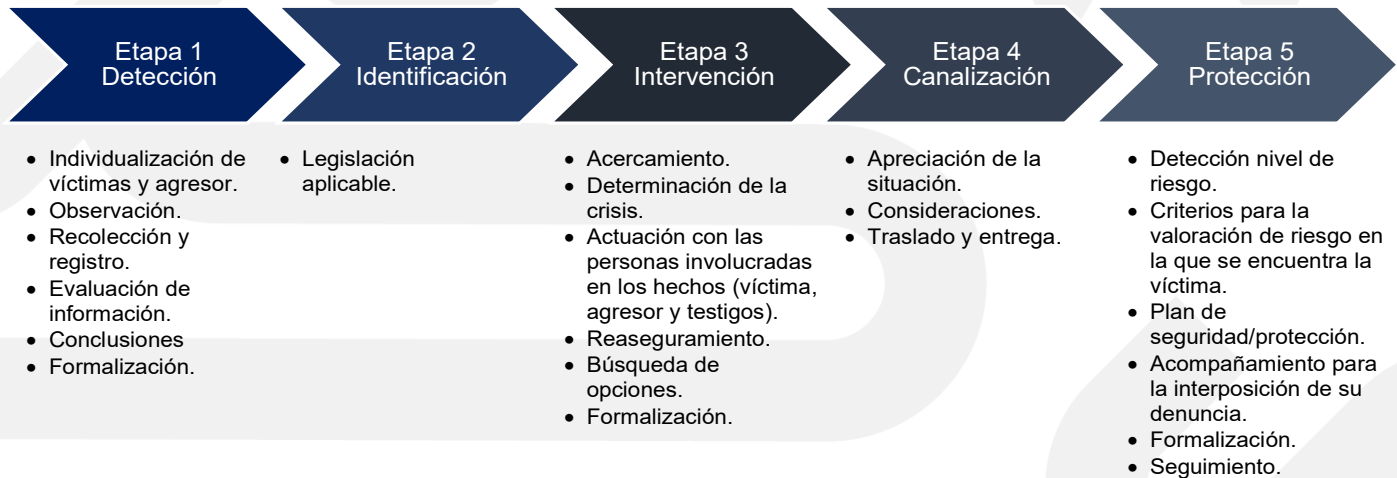 Etapa 1
Detección
Etapa 2
Identificación
Etapa 3
Intervención
Etapa 4
Canalización
Etapa 5
Protección
• Individualización de
víctimas y agresor.
• Observación.
• Recolección y
registro.
• Evaluación de
información.
• Conclusiones
• Formalización.
• Legislación
aplicable.
• Acercamiento.
• Determinación de la
crisis.
• Actuación con las
personas involucradas
en los hechos (víctima,
agresor y testigos).
• Reaseguramiento.
• Búsqueda de
opciones.
• Formalización.
• Apreciación de la
situación.
• Consideraciones.
• Traslado y entrega.
• Detección nivel de
riesgo.
• Criterios para la
valoración de riesgo en
la que se encuentra la
víctima.
• Plan de
seguridad/protección.
• Acompañamiento para
la interposición de su
denuncia.
• Formalización.
• Seguimiento.